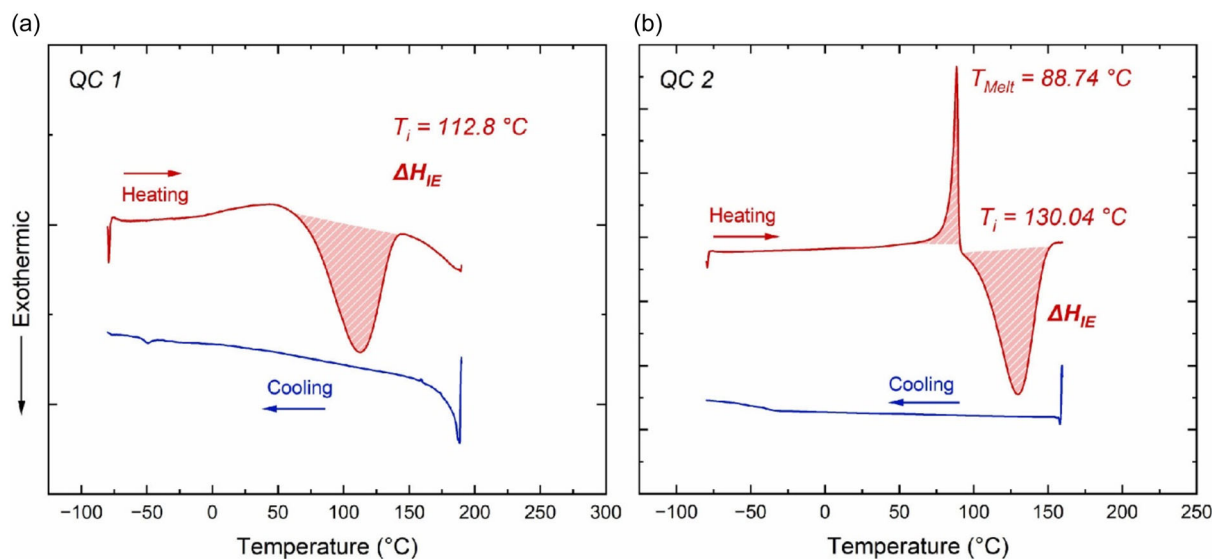 (a)
QC 1
T_i = 112.8 °C
ΔH_IE
Heating
Cooling
Exothermic
−100 −50 0 50 100 150 200 250 300
Temperature (°C)
(b)
QC 2
T_Melt = 88.74 °C
T_i = 130.04 °C
Heating
ΔH_IE
Cooling
−100 −50 0 50 100 150 200 250
Temperature (°C)